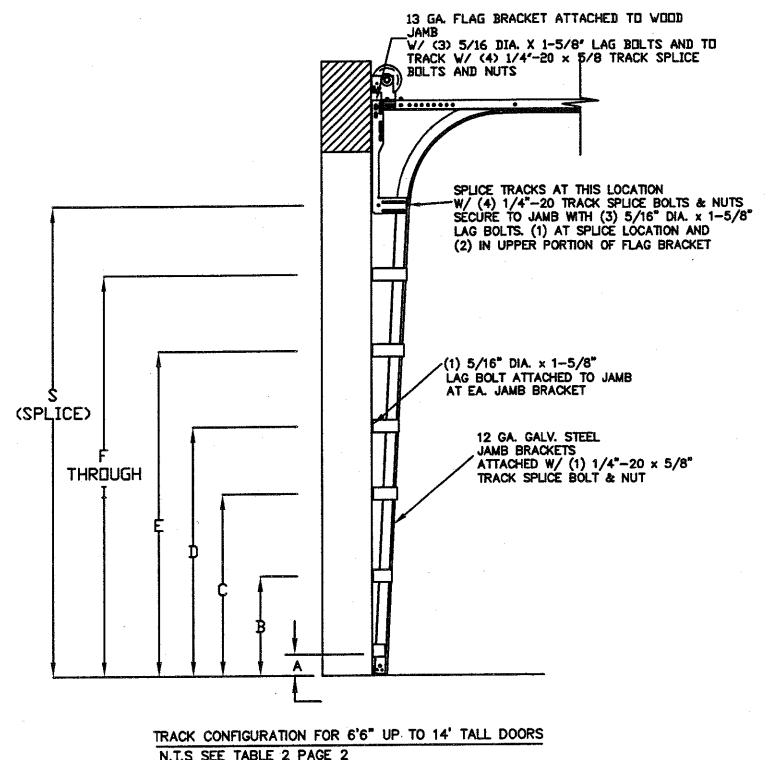 13 GA. FLAG BRACKET ATTACHED TO WOOD
JAMB
W/ (3) 5/16 DIA. X 1-5/8" LAG BOLTS AND TO
TRACK W/ (4) 1/4"-20 x 5/8 TRACK SPLICE
BOLTS AND NUTS
SPLICE TRACKS AT THIS LOCATION
W/ (4) 1/4"-20 TRACK SPLICE BOLTS & NUTS
SECURE TO JAMB WITH (3) 5/16" DIA. x 1-5/8"
LAG BOLTS. (1) AT SPLICE LOCATION AND
(2) IN UPPER PORTION OF FLAG BRACKET
(1) 5/16" DIA. x 1-5/8"
LAG BOLT ATTACHED TO JAMB
AT EA. JAMB BRACKET
12 GA. GALV. STEEL
JAMB BRACKETS
ATTACHED W/ (1) 1/4"-20 x 5/8"
TRACK SPLICE BOLT & NUT
S
(SPLICE)
F
THROUGH
I
E
D
C
B
A
TRACK CONFIGURATION FOR 6'6" UP TO 14' TALL DOORS
N.T.S SEE TABLE 2 PAGE 2